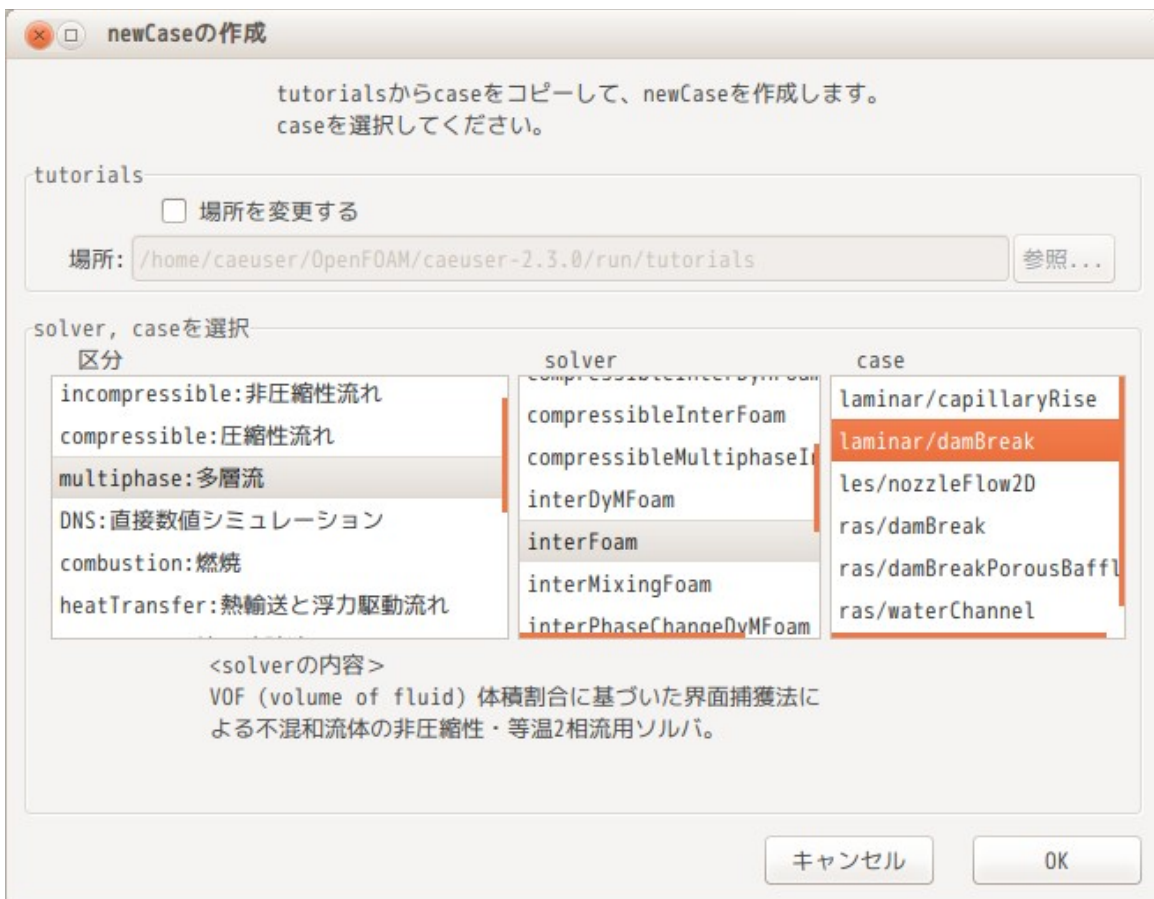 newCaseの作成
tutorialsからcaseをコピーして、newCaseを作成します。
caseを選択してください。
tutorials
場所を変更する
場所: /home/caeuser/OpenFOAM/caeuser-2.3.0/run/tutorials 参照...
solver, caseを選択
区分 solver case
incompressible:非圧縮性流れ
compressible:圧縮性流れ
multiphase:多層流
DNS:直接数値シミュレーション
combustion:燃焼
heatTransfer:熱輸送と浮力駆動流れ
compressibleInterDyMFoam
compressibleInterFoam
compressibleMultiphaseI
interDyMFoam
interFoam
interMixingFoam
interPhaseChangeDyMFoam
laminar/capillaryRise
laminar/damBreak
les/nozzleFlow2D
ras/damBreak
ras/damBreakPorousBaffl
ras/waterChannel
<solverの内容>
VOF (volume of fluid) 体積割合に基づいた界面捕獲法に
よる不混和流体の非圧縮性・等温2相流用ソルバ。
キャンセル OK